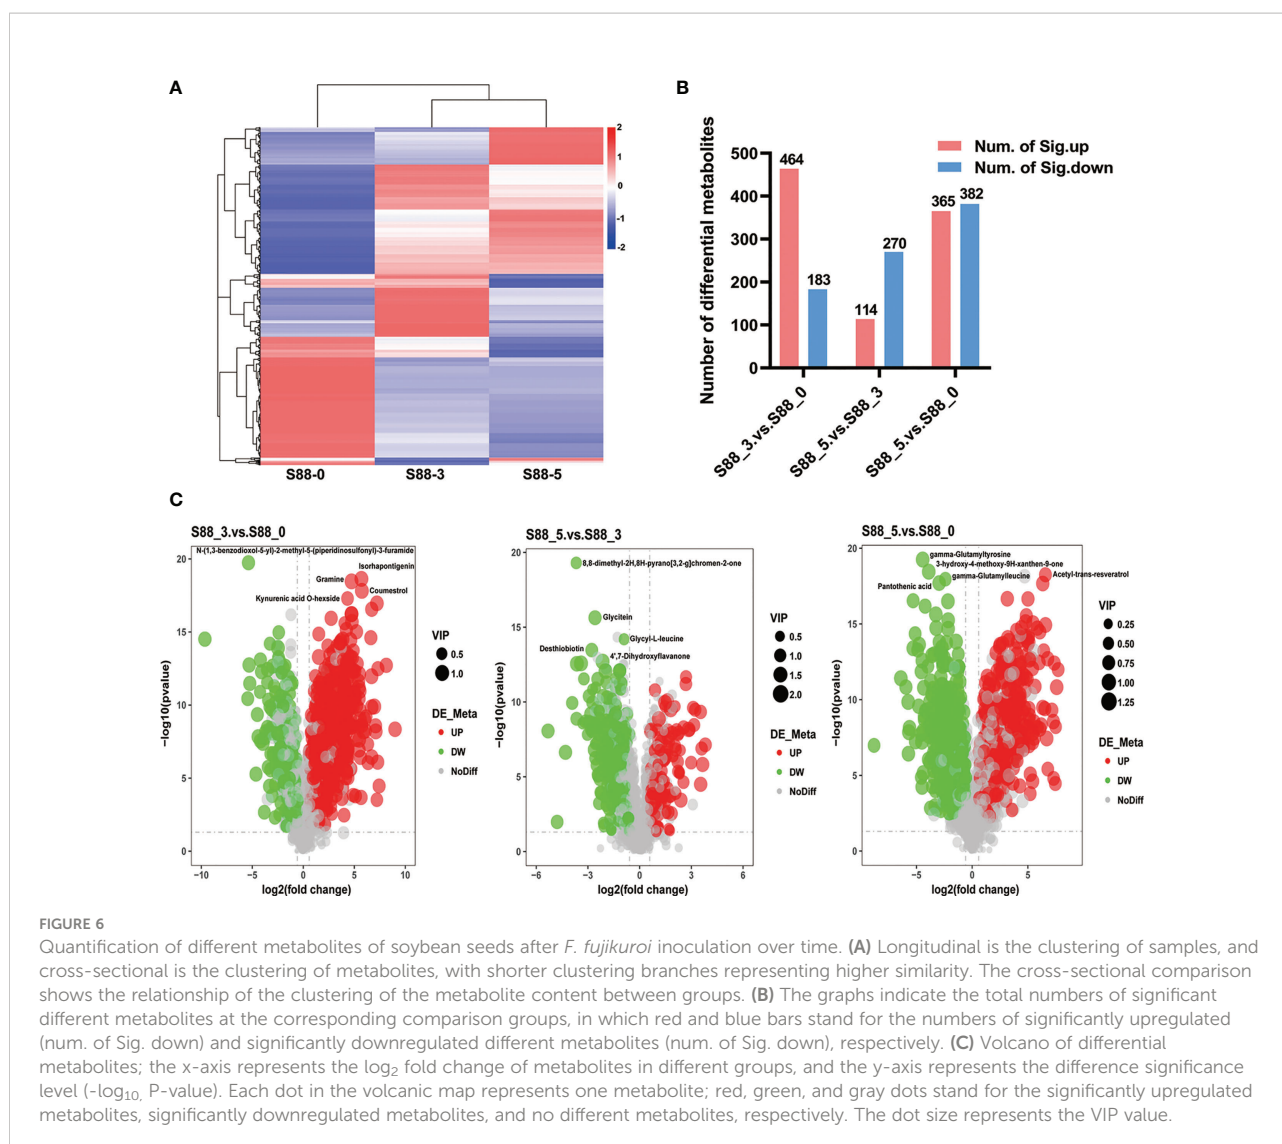 A
2
1
0
-1
-2
S88-0 S88-3 S88-5
B
Num. of Sig.up
Num. of Sig.down
Number of differential metabolites
500
400
300
200
100
0
464
183
114
270
365
382
S88_3.vs.S88_0
S88_5.vs.S88_3
S88_5.vs.S88_0
C
S88_3.vs.S88_0
N-(1,3-benzodioxol-5-yl)-2-methyl-5-(piperidinosulfonyl)-3-furamide
Isorhapontigenin
Gramine
Coumestrol
Kynurenic acid O-hexside
−log10(pvalue)
20
15
10
5
0
-10 -5 0 5 10
log2(fold change)
VIP
0.5
1.0
DE_Meta
UP
DW
NoDiff
S88_5.vs.S88_3
8,8-dimethyl-2H,8H-pyrano[3,2-g]chromen-2-one
Glycitein
Glycyl-L-leucine
Desthiobiotin
4',7-Dihydroxyflavanone
−log10(pvalue)
20
15
10
5
0
-6 -3 0 3 6
log2(fold change)
VIP
0.5
1.0
1.5
2.0
DE_Meta
UP
DW
NoDiff
S88_5.vs.S88_0
gamma-Glutamyltyrosine
3-hydroxy-4-methoxy-9H-xanthen-9-one
gamma-Glutamylleucine
Acetyl-trans-resveratrol
Pantothenic acid
−log10(pvalue)
20
15
10
5
0
-5 0 5
log2(fold change)
VIP
0.25
0.50
0.75
1.00
1.25
DE_Meta
UP
DW
NoDiff
FIGURE 6
Quantification of different metabolites of soybean seeds after F. fujikuroi inoculation over time. (A) Longitudinal is the clustering of samples, and
cross-sectional is the clustering of metabolites, with shorter clustering branches representing higher similarity. The cross-sectional comparison
shows the relationship of the clustering of the metabolite content between groups. (B) The graphs indicate the total numbers of significant
different metabolites at the corresponding comparison groups, in which red and blue bars stand for the numbers of significantly upregulated
(num. of Sig. down) and significantly downregulated different metabolites (num. of Sig. down), respectively. (C) Volcano of differential
metabolites; the x-axis represents the log2 fold change of metabolites in different groups, and the y-axis represents the difference significance
level (-log10, P-value). Each dot in the volcanic map represents one metabolite; red, green, and gray dots stand for the significantly upregulated
metabolites, significantly downregulated metabolites, and no different metabolites, respectively. The dot size represents the VIP value.